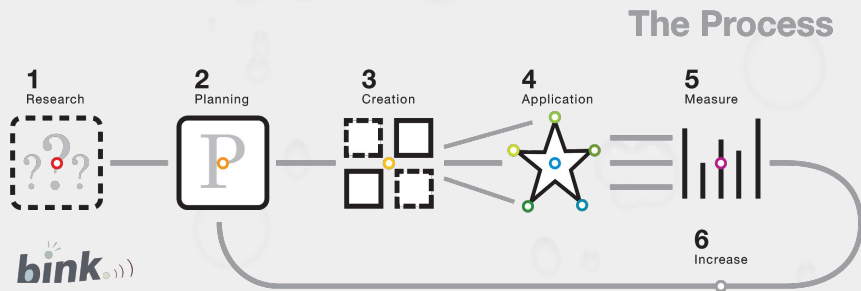 The Process
1
Research
2
Planning
3
Creation
4
Application
5
Measure
???
P
6
Increase
bink